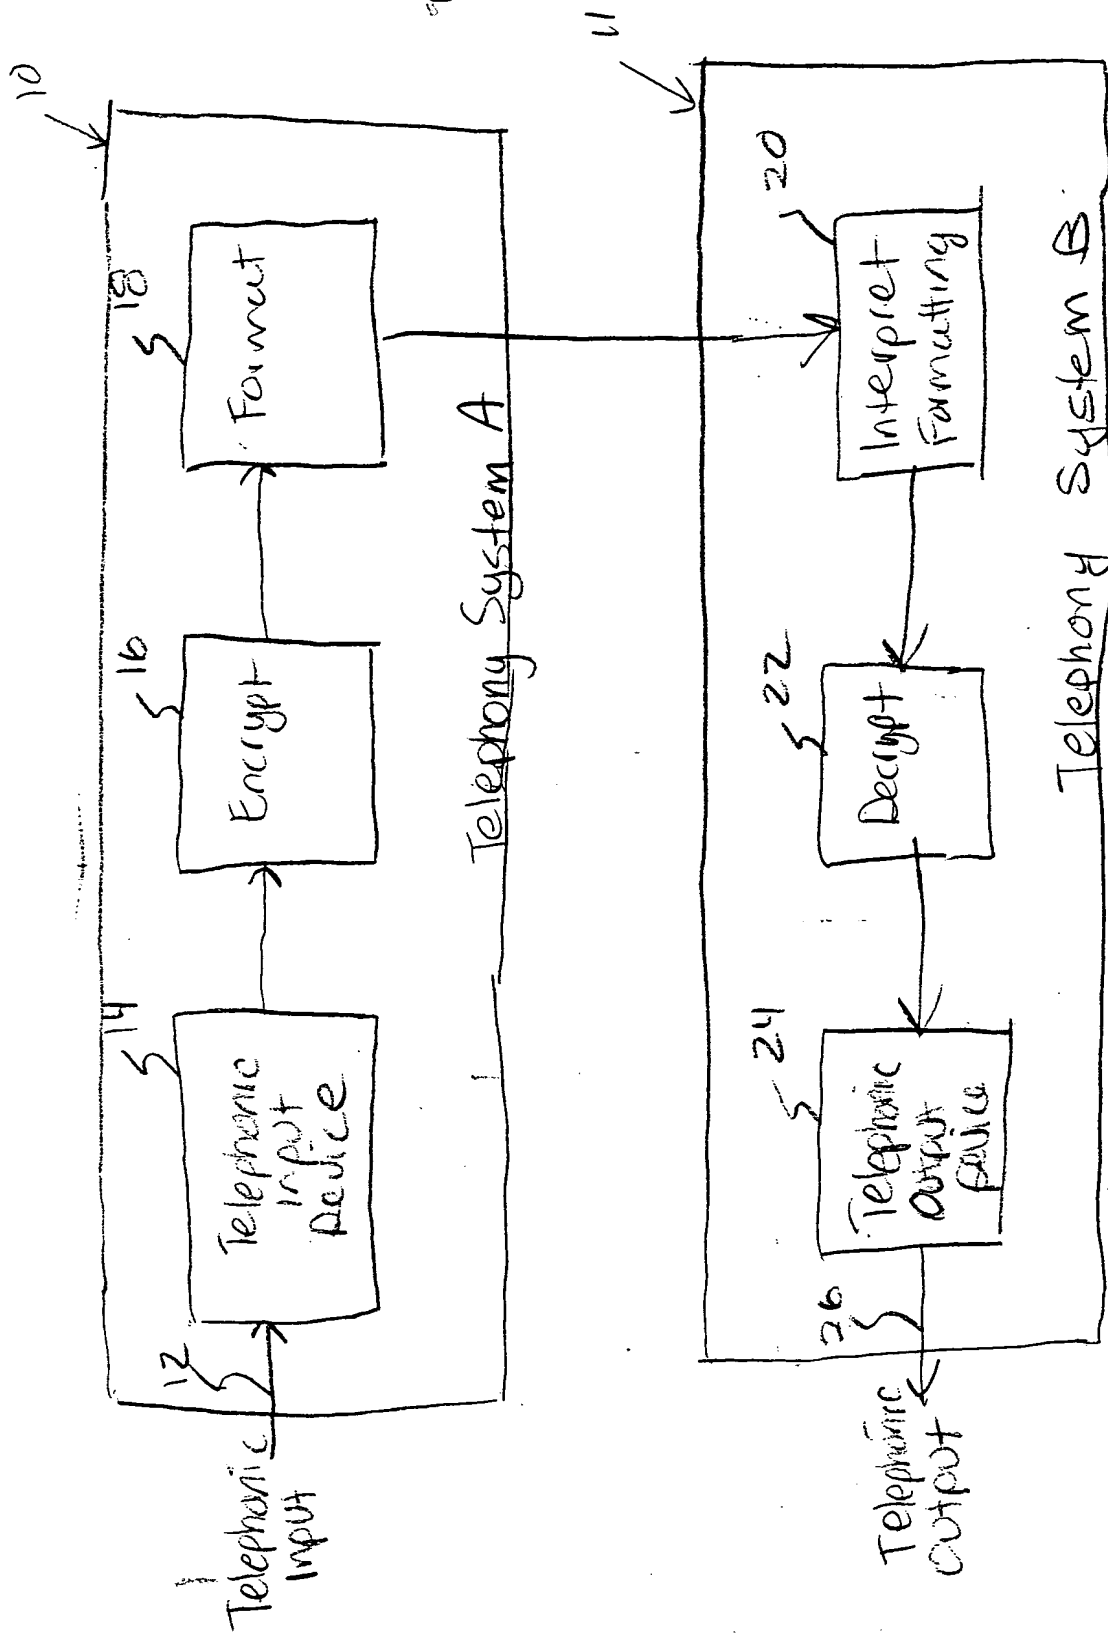 10
Telephonic
Input
12
14
Telephonic
Input
Device
16
Encrypt
18
Format
Telephony System A
11
20
Interpret
Formatting
22
Decrypt
24
Telephonic
Output
Device
26
Telephonic
Output
Telephony System B